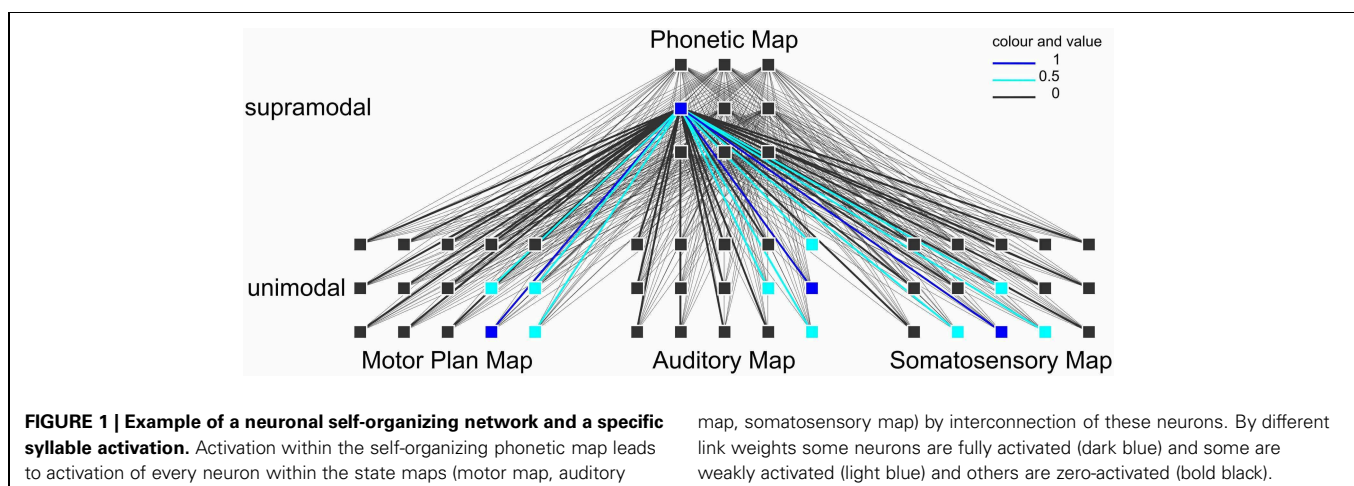 Phonetic Map
colour and value
1
0.5
0
supramodal
unimodal
Motor Plan Map
Auditory Map
Somatosensory Map
FIGURE 1 | Example of a neuronal self-organizing network and a specific
syllable activation. Activation within the self-organizing phonetic map leads
to activation of every neuron within the state maps (motor map, auditory
map, somatosensory map) by interconnection of these neurons. By different
link weights some neurons are fully activated (dark blue) and some are
weakly activated (light blue) and others are zero-activated (bold black).